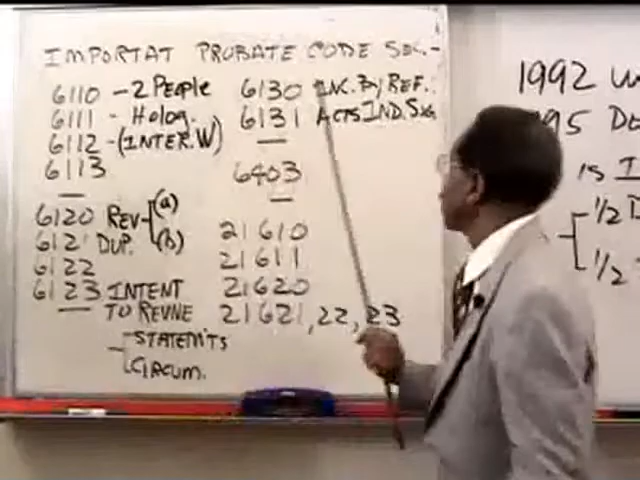 IMPORTAT PROBATE CODE SEC.-
6110 - 2 People
6111 - Holog.
6112 - (INTER. W)
6113
6120 REV (a)
6121 DUP. (b)
6122
6123 INTENT
TO REVIVE
STATEM'TS
CIRCUM.
6130 INC. By REF.
6131 ACTS IND. SIG
6403
21610
21611
21620
21621, 22, 23
1992
95 DE
is I
1/2 D
1/2